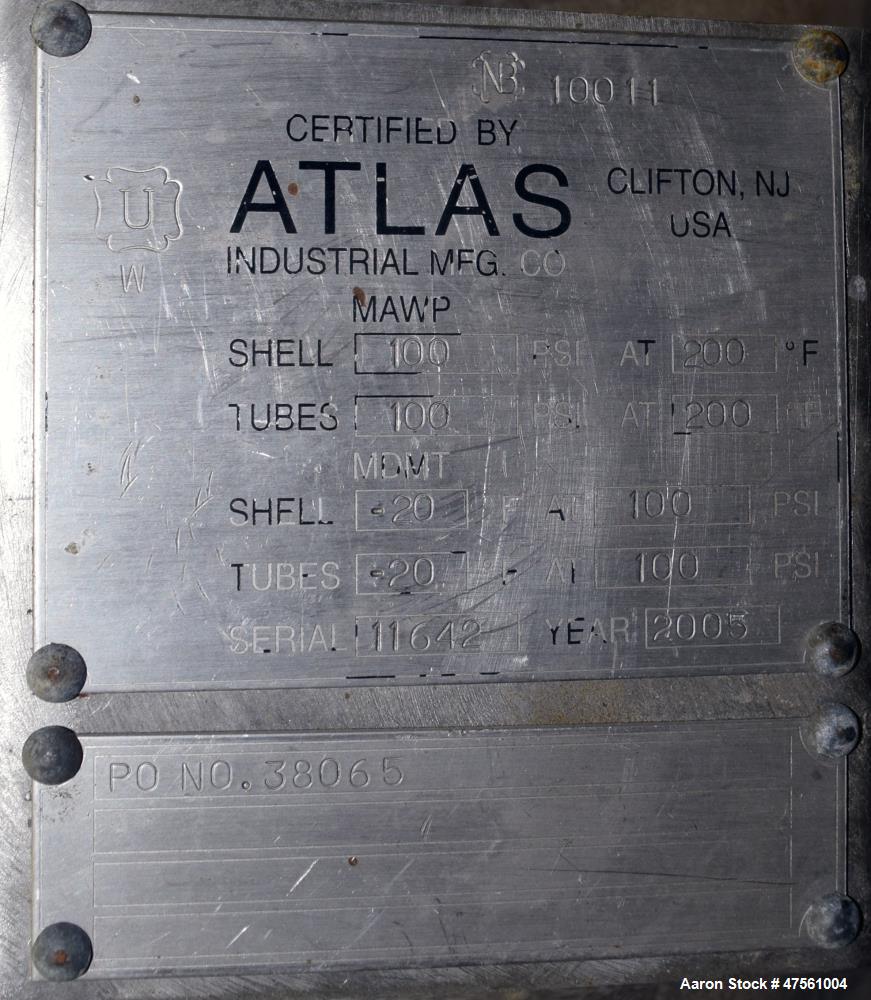 NB 10011
CERTIFIED BY
U
ATLAS CLIFTON, NJ
USA
W
INDUSTRIAL MFG. CO
MAWP
SHELL 100 PSI AT 200 °F
TUBES 100 PSI AT 200 °F
MDMT
SHELL -20 °F AT 100 PSI
TUBES -20 °F AT 100 PSI
SERIAL 11642 YEAR 2005
PO NO.38065
Aaron Stock # 47561004